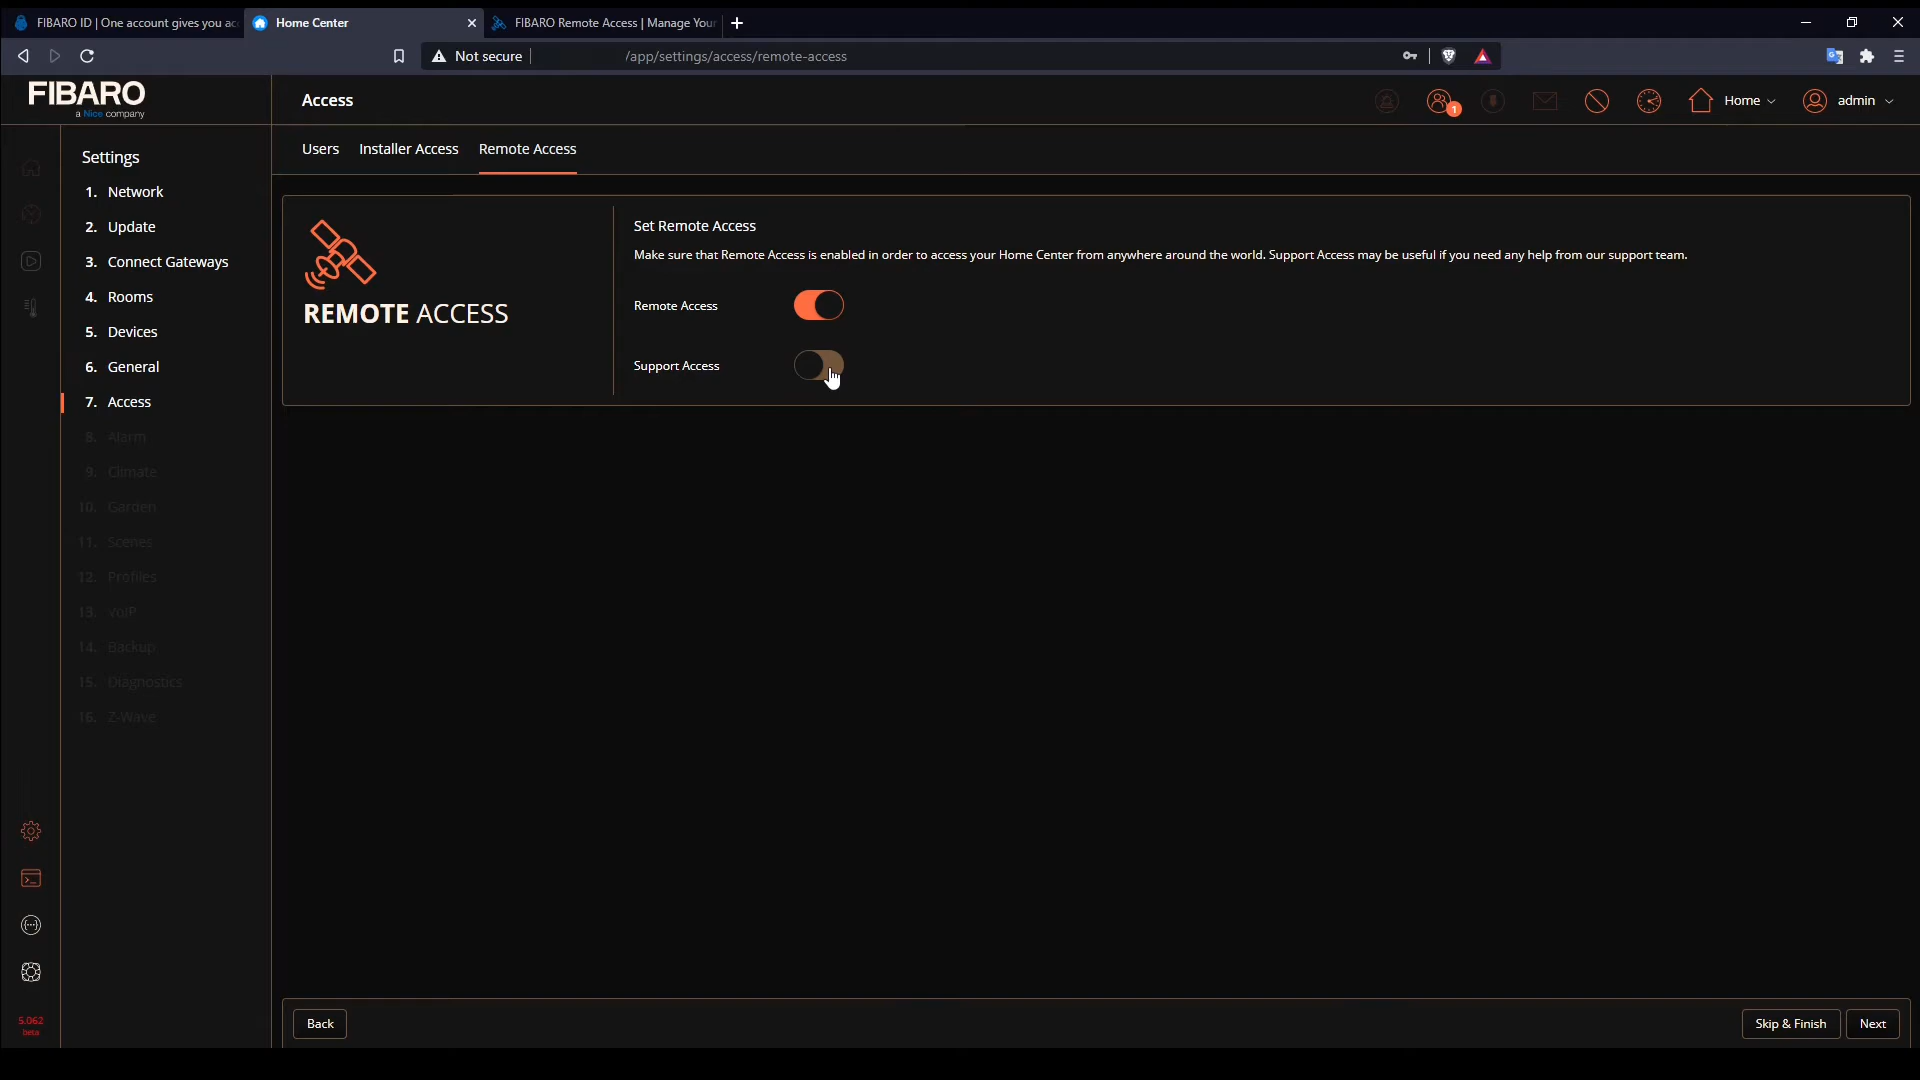 FIBARO ID | One account gives you ac
Home Center
FIBARO Remote Access | Manage Your
Not secure
/app/settings/access/remote-access
FIBARO
a Nice company
Access
1
Home
admin
Users
Installer Access
Remote Access
Settings
1. Network
2. Update
3. Connect Gateways
4. Rooms
5. Devices
6. General
7. Access
8. Alarm
9. Climate
10. Garden
11. Scenes
12. Profiles
13. VoIP
14. Backup
15. Diagnostics
16. Z-Wave
5.062
beta
REMOTE ACCESS
Set Remote Access
Make sure that Remote Access is enabled in order to access your Home Center from anywhere around the world. Support Access may be useful if you need any help from our support team.
Remote Access
Support Access
Back
Skip & Finish
Next